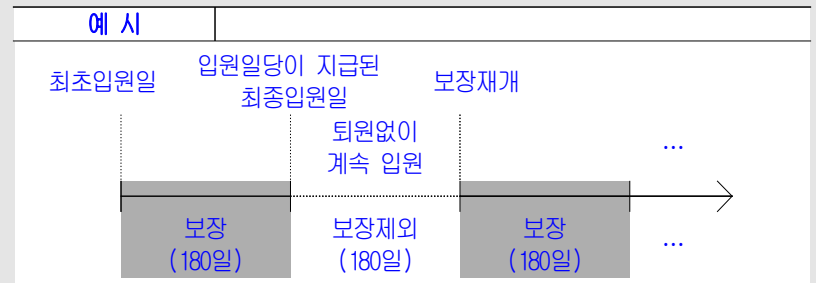 예 시
최초입원일
입원일당이 지급된
최종입원일
보장재개
퇴원없이
계속 입원
...
보장
(180일)
보장제외
(180일)
보장
(180일)
...